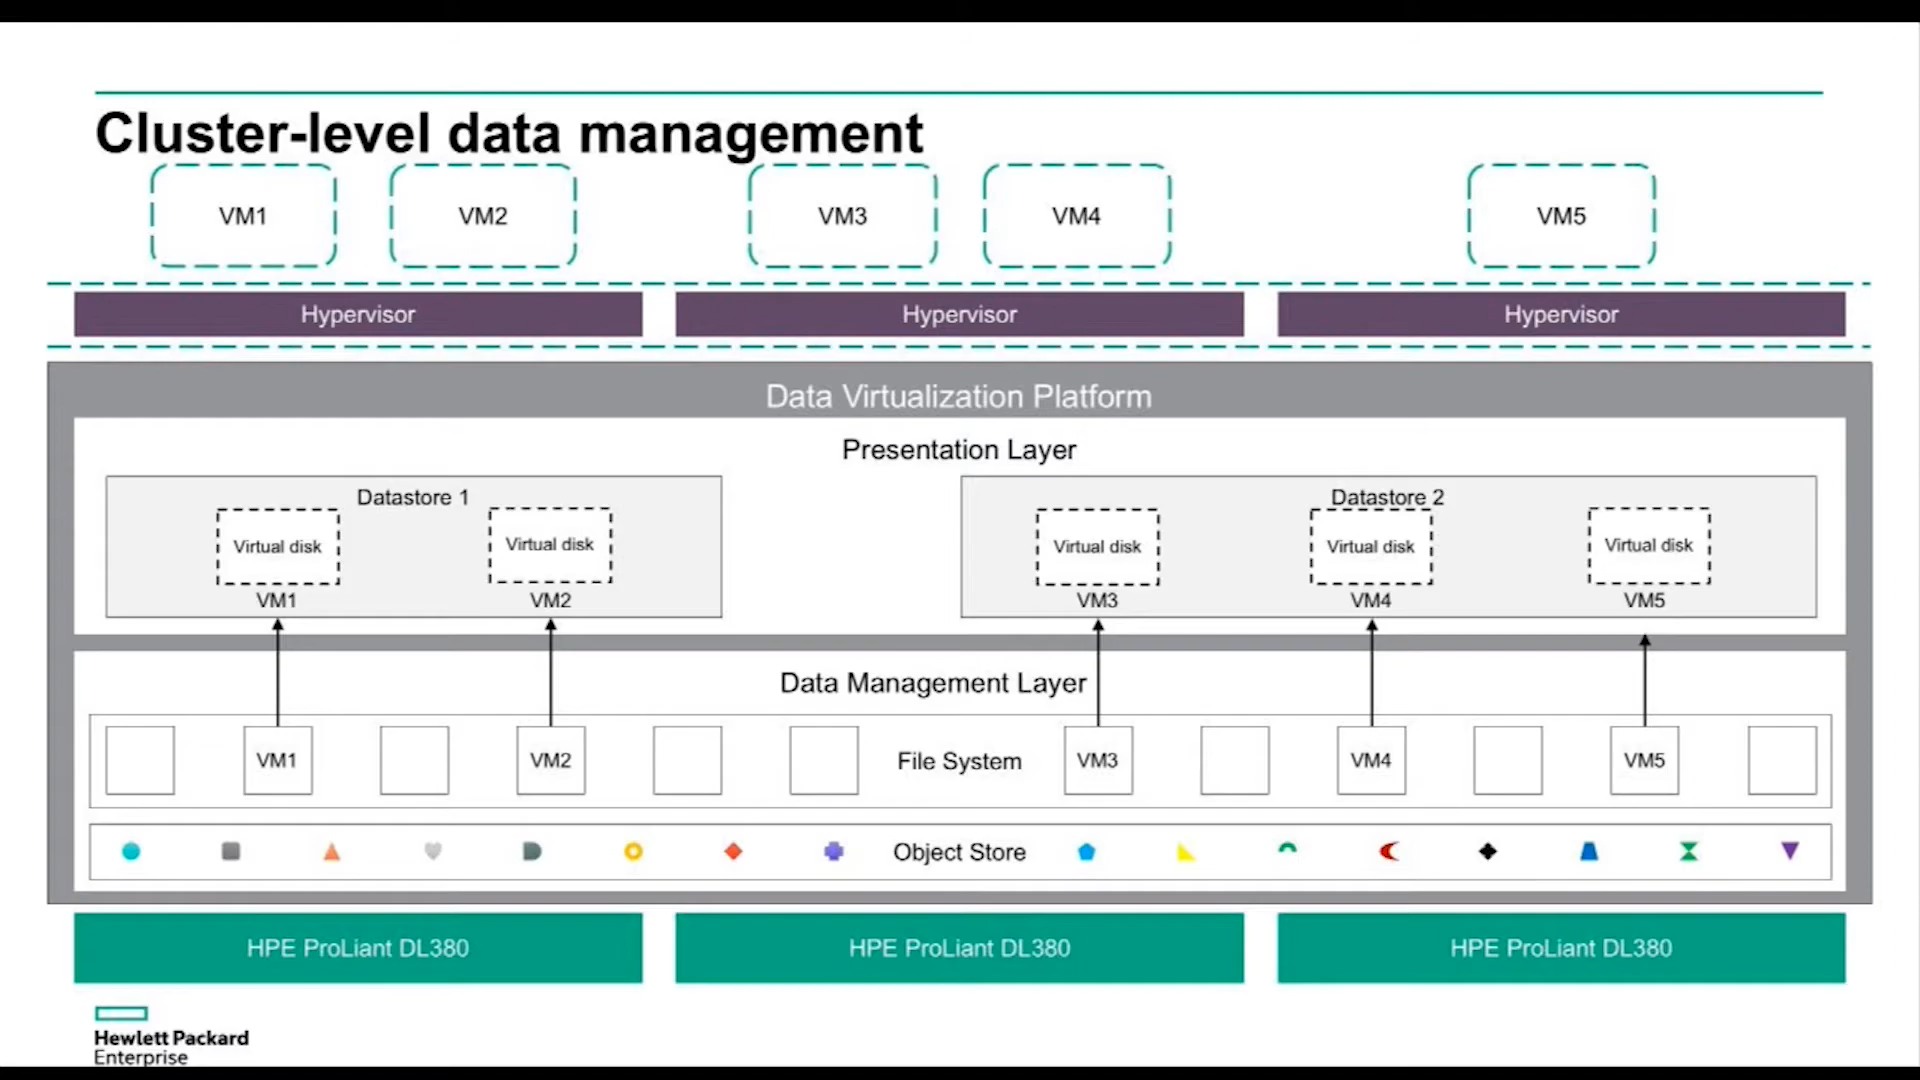 Cluster-level data management
VM1
VM2
VM3
VM4
VM5
Hypervisor
Hypervisor
Hypervisor
Data Virtualization Platform
Presentation Layer
Datastore 1
Virtual disk
Virtual disk
VM1
VM2
Datastore 2
Virtual disk
Virtual disk
Virtual disk
VM3
VM4
VM5
Data Management Layer
VM1
VM2
File System
VM3
VM4
VM5
Object Store
HPE ProLiant DL380
HPE ProLiant DL380
HPE ProLiant DL380
Hewlett Packard
Enterprise